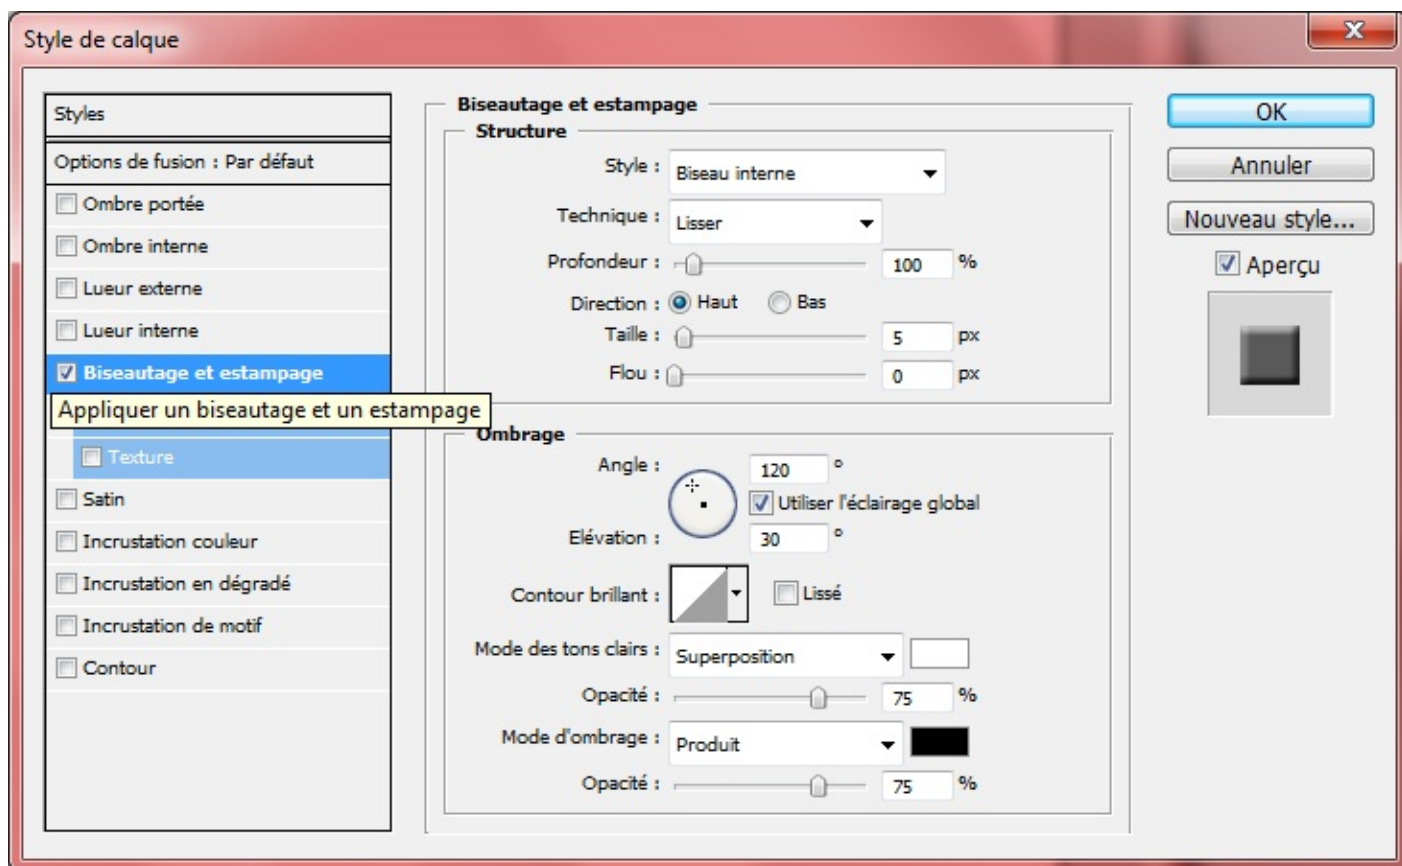 Style de calque
Styles
Options de fusion : Par défaut
Ombre portée
Ombre interne
Lueur externe
Lueur interne
Biseautage et estampage
Appliquer un biseautage et un estampage
Texture
Satin
Incrustation couleur
Incrustation en dégradé
Incrustation de motif
Contour
Biseautage et estampage
Structure
Style : Biseau interne
Technique : Lisser
Profondeur : 100 %
Direction : Haut Bas
Taille : 5 px
Flou : 0 px
Ombrage
Angle : 120 °
Utiliser l'éclairage global
Elévation : 30 °
Contour brillant : Lissé
Mode des tons clairs : Superposition
Opacité : 75 %
Mode d'ombrage : Produit
Opacité : 75 %
OK
Annuler
Nouveau style...
Aperçu